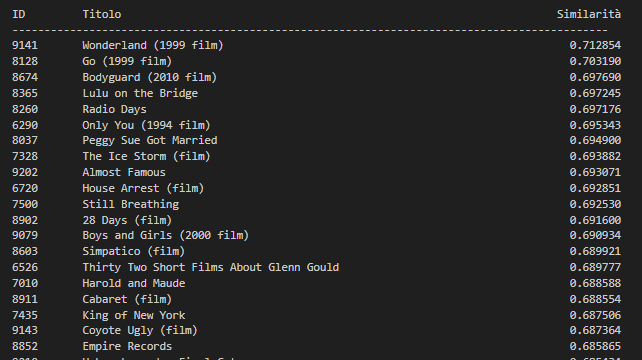 ID Titolo Similarità
--------------------------------------------------------------------------------------------
9141 Wonderland (1999 film) 0.712854
8128 Go (1999 film) 0.703190
8674 Bodyguard (2010 film) 0.697690
8365 Lulu on the Bridge 0.697245
8260 Radio Days 0.697176
6290 Only You (1994 film) 0.695343
8037 Peggy Sue Got Married 0.694900
7328 The Ice Storm (film) 0.693882
9202 Almost Famous 0.693071
6720 House Arrest (film) 0.692851
7500 Still Breathing 0.692530
8902 28 Days (film) 0.691600
9079 Boys and Girls (2000 film) 0.690934
8603 Simpatico (film) 0.689921
6526 Thirty Two Short Films About Glenn Gould 0.689777
7010 Harold and Maude 0.688588
8911 Cabaret (film) 0.688554
7435 King of New York 0.687506
9143 Coyote Ugly (film) 0.687364
8852 Empire Records 0.685865